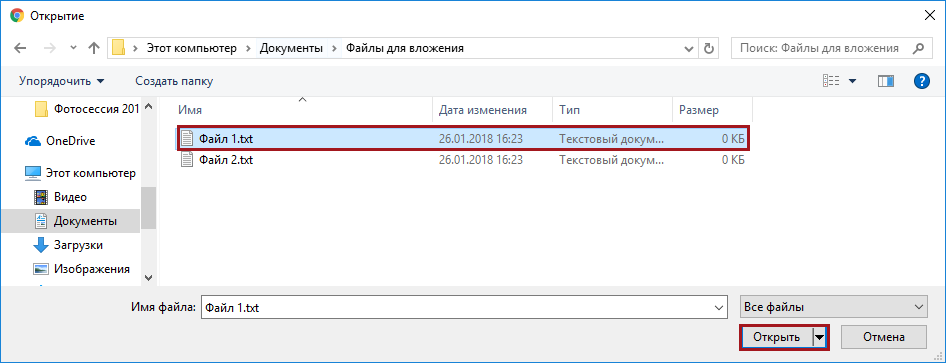 Открытие
Этот компьютер > Документы > Файлы для вложения
Поиск: Файлы для вложения
Упорядочить
Создать папку
Имя Дата изменения Тип Размер
Фотосессия 201
OneDrive
Этот компьютер
Видео
Документы
Загрузки
Изображения
Файл 1.txt 26.01.2018 16:23 Текстовый докум... 0 КБ
Файл 2.txt 26.01.2018 16:23 Текстовый докум... 0 КБ
Имя файла: Файл 1.txt
Все файлы
Открыть
Отмена